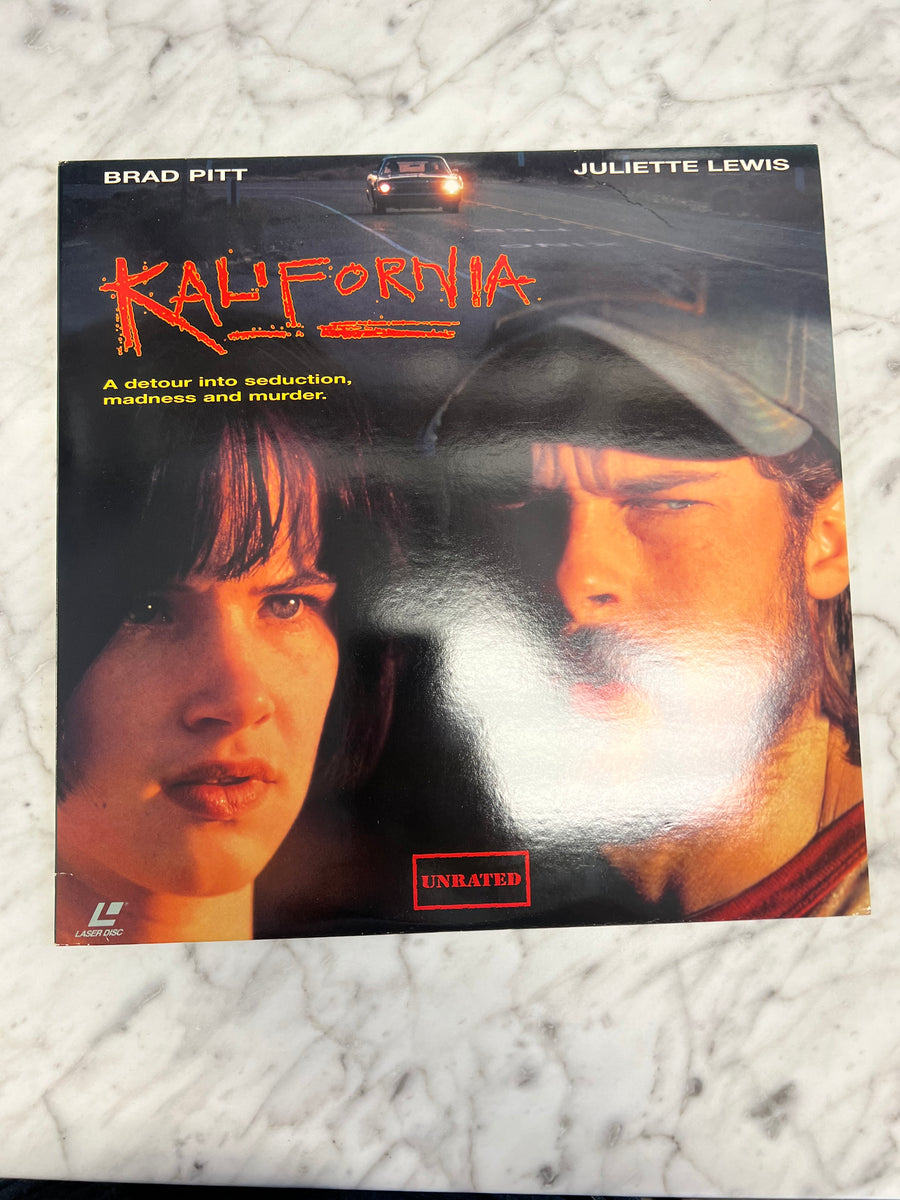 BRAD PITT
JULIETTE LEWIS
KALIFORNIA
A detour into seduction,
madness and murder.
UNRATED
LASER DISC